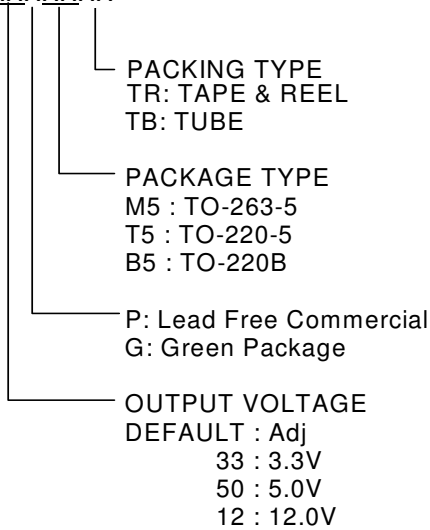 PACKING TYPE
TR: TAPE & REEL
TB: TUBE
PACKAGE TYPE
M5 : TO-263-5
T5 : TO-220-5
B5 : TO-220B
P: Lead Free Commercial
G: Green Package
OUTPUT VOLTAGE
DEFAULT : Adj
33 : 3.3V
50 : 5.0V
12 : 12.0V